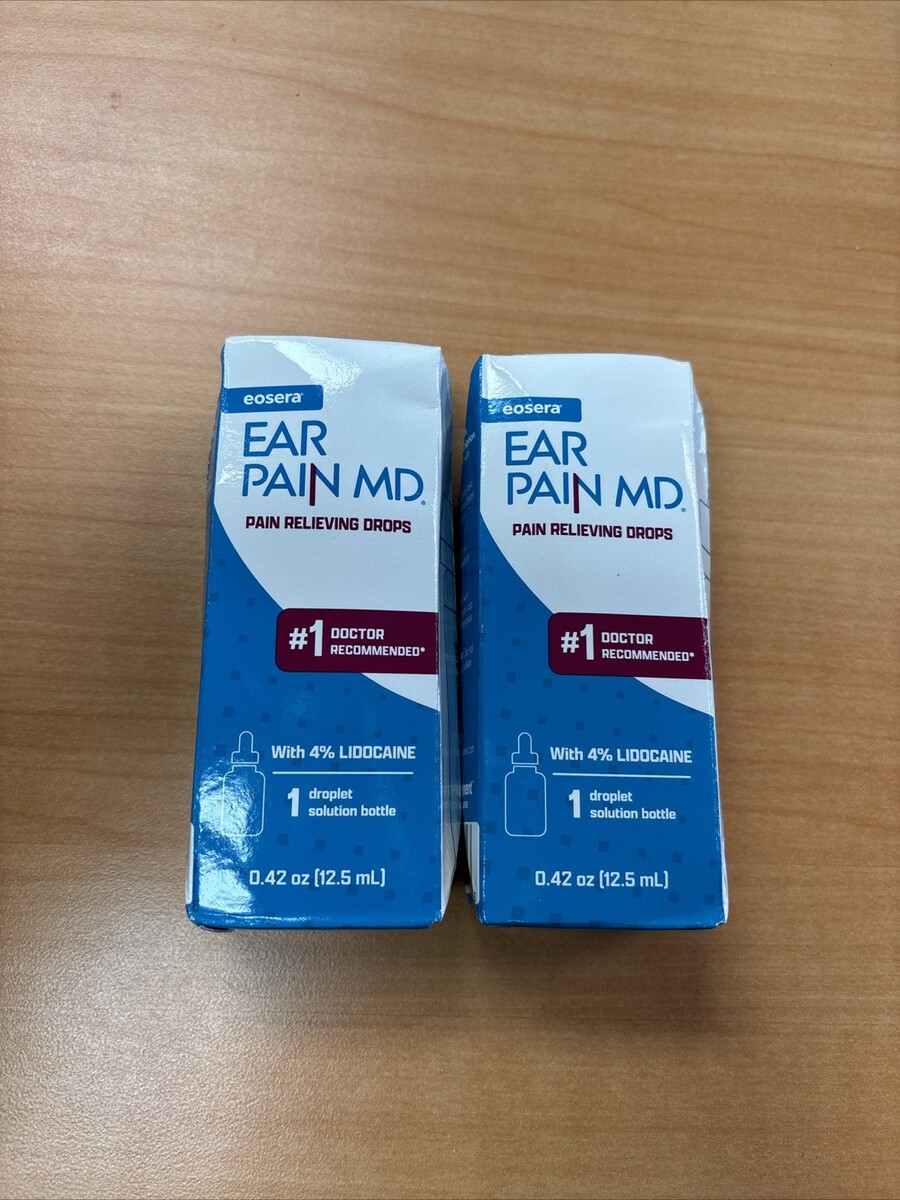 eosera®
EAR
PAIN MD®
PAIN RELIEVING DROPS
#1 DOCTOR
RECOMMENDED*
With 4% LIDOCAINE
1 droplet
solution bottle
0.42 oz (12.5 mL)
eosera®
EAR
PAIN MD®
PAIN RELIEVING DROPS
#1 DOCTOR
RECOMMENDED*
With 4% LIDOCAINE
1 droplet
solution bottle
0.42 oz (12.5 mL)